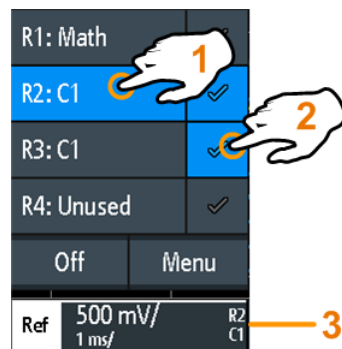 R1: Math
1
R2: C1
2
R3: C1
R4: Unused
Off Menu
Ref 500 mV/ R2
1 ms/ C1
3